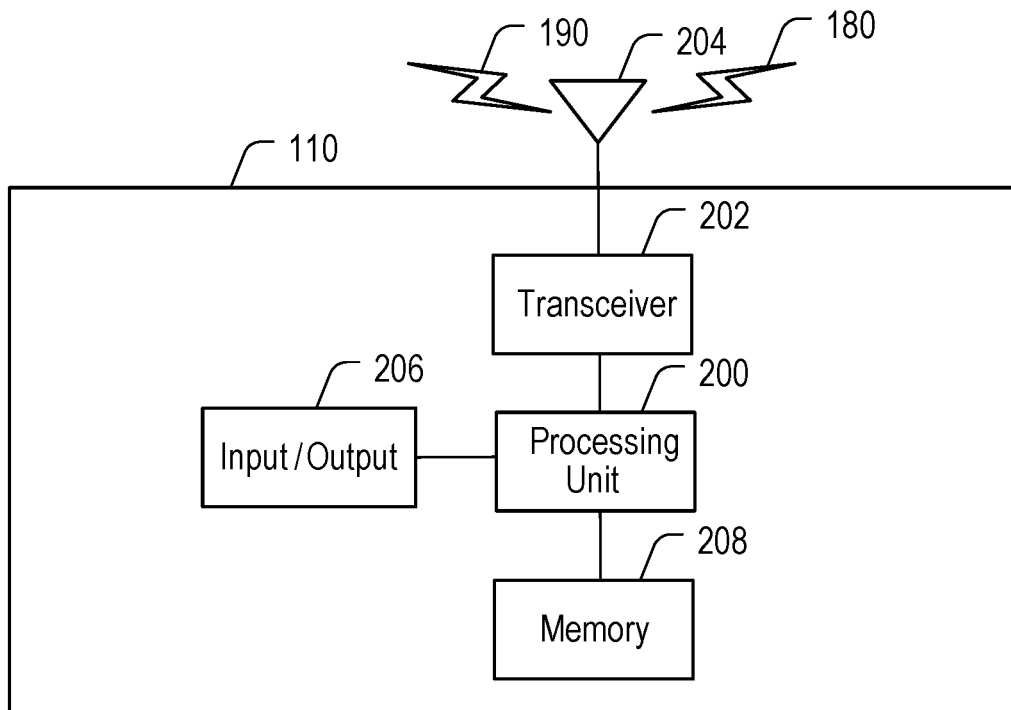 190
204
180
110
202
Transceiver
206
200
Input / Output
Processing
Unit
208
Memory